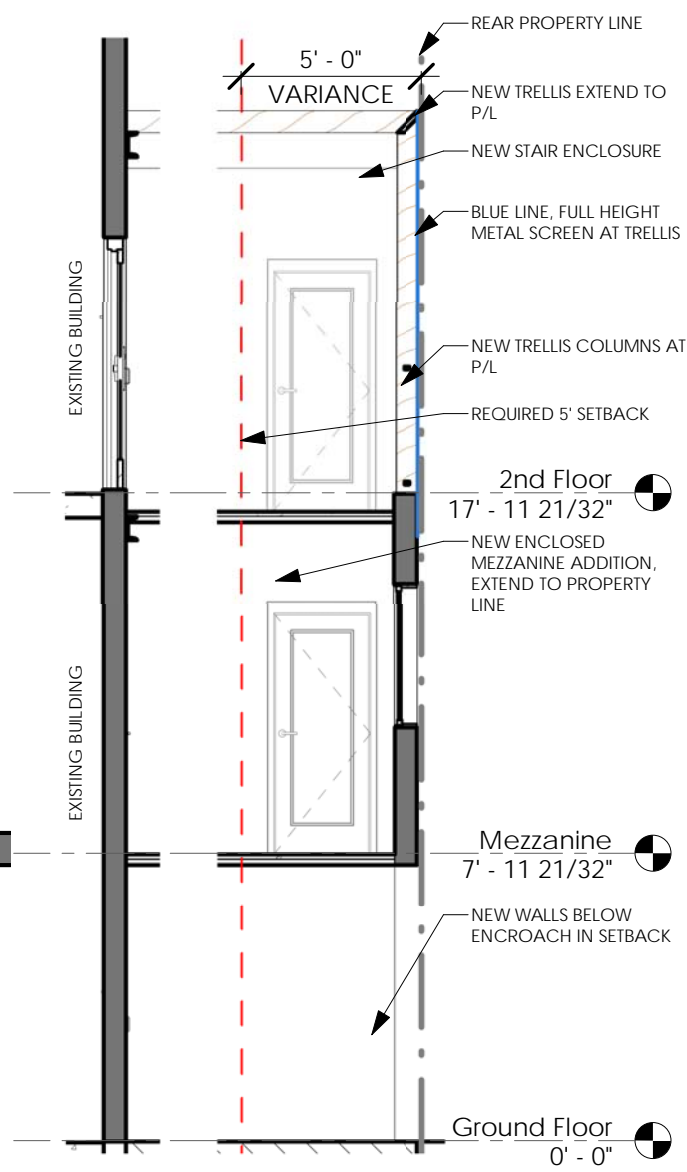 REAR PROPERTY LINE
5' - 0"
VARIANCE
NEW TRELLIS EXTEND TO
P/L
NEW STAIR ENCLOSURE
BLUE LINE, FULL HEIGHT
METAL SCREEN AT TRELLIS
EXISTING BUILDING
NEW TRELLIS COLUMNS AT
P/L
REQUIRED 5' SETBACK
2nd Floor
17' - 11 21/32"
NEW ENCLOSED
MEZZANINE ADDITION,
EXTEND TO PROPERTY
LINE
EXISTING BUILDING
Mezzanine
7' - 11 21/32"
NEW WALLS BELOW
ENCROACH IN SETBACK
Ground Floor
0' - 0"